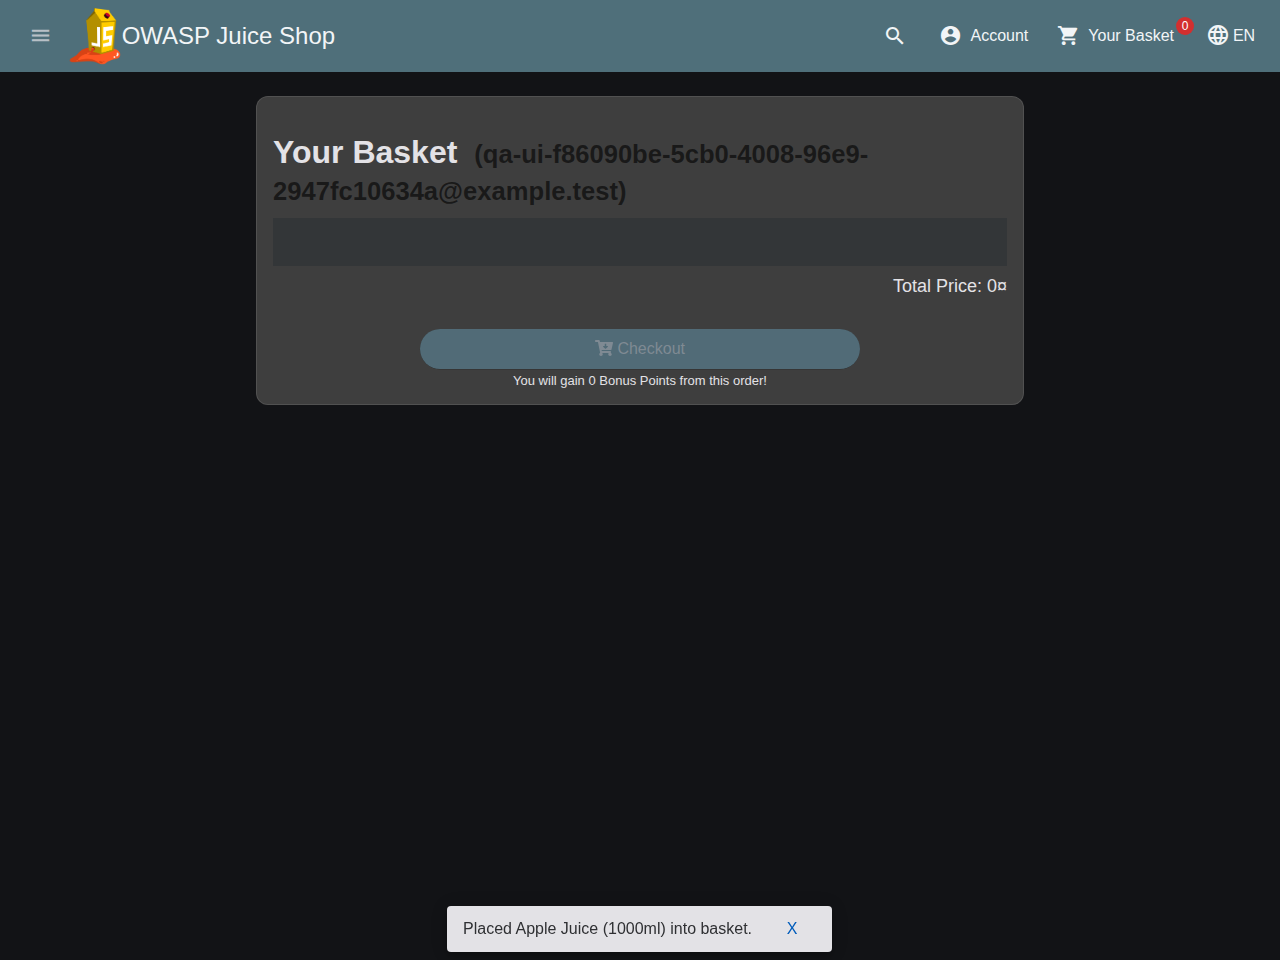 OWASP Juice Shop
Account
Your Basket
0
EN
Your Basket (qa-ui-f86090be-5cb0-4008-96e9-
2947fc10634a@example.test)
Total Price: 0¤
Checkout
You will gain 0 Bonus Points from this order!
Placed Apple Juice (1000ml) into basket. X